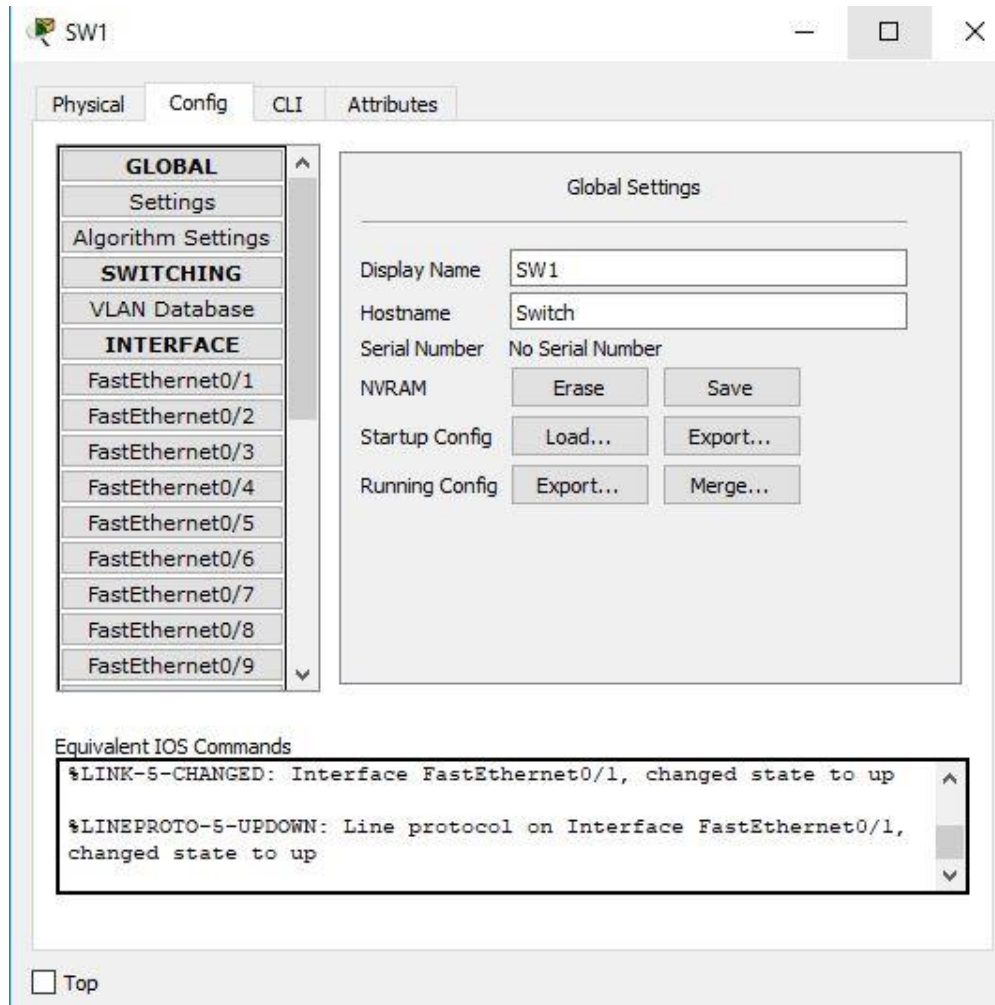 SW1
Physical Config CLI Attributes
GLOBAL
Settings
Algorithm Settings
SWITCHING
VLAN Database
INTERFACE
FastEthernet0/1
FastEthernet0/2
FastEthernet0/3
FastEthernet0/4
FastEthernet0/5
FastEthernet0/6
FastEthernet0/7
FastEthernet0/8
FastEthernet0/9
Global Settings
Display Name SW1
Hostname Switch
Serial Number No Serial Number
NVRAM Erase Save
Startup Config Load... Export...
Running Config Export... Merge...
Equivalent IOS Commands
%LINK-5-CHANGED: Interface FastEthernet0/1, changed state to up
%LINEPROTO-5-UPDOWN: Line protocol on Interface FastEthernet0/1,
changed state to up
Top